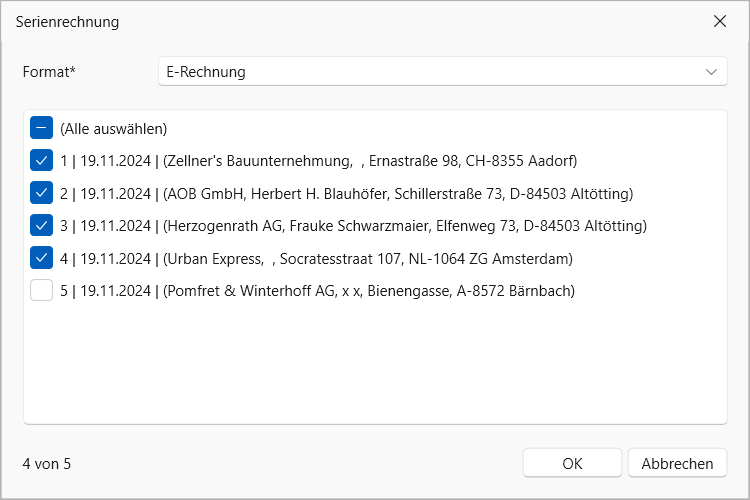 Serienrechnung
Format* E-Rechnung
(Alle auswählen)
1 | 19.11.2024 | (Zellner's Bauunternehmung,  , Ernastraße 98, CH-8355 Aadorf)
2 | 19.11.2024 | (AOB GmbH, Herbert H. Blauhöfer, Schillerstraße 73, D-84503 Altötting)
3 | 19.11.2024 | (Herzogenrath AG, Frauke Schwarzmaier, Elfenweg 73, D-84503 Altötting)
4 | 19.11.2024 | (Urban Express,  , Socratesstraat 107, NL-1064 ZG Amsterdam)
5 | 19.11.2024 | (Pomfret & Winterhoff AG, x x, Bienengasse, A-8572 Bärnbach)
4 von 5 OK Abbrechen